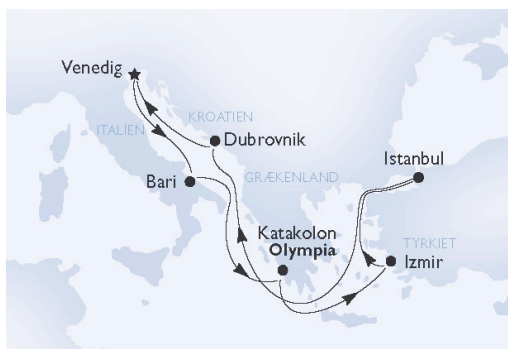 Venedig
KROATIEN
ITALIEN
Dubrovnik
Istanbul
Bari
GRÆKENLAND
Katakolon
Olympia
TYRKIET
Izmir